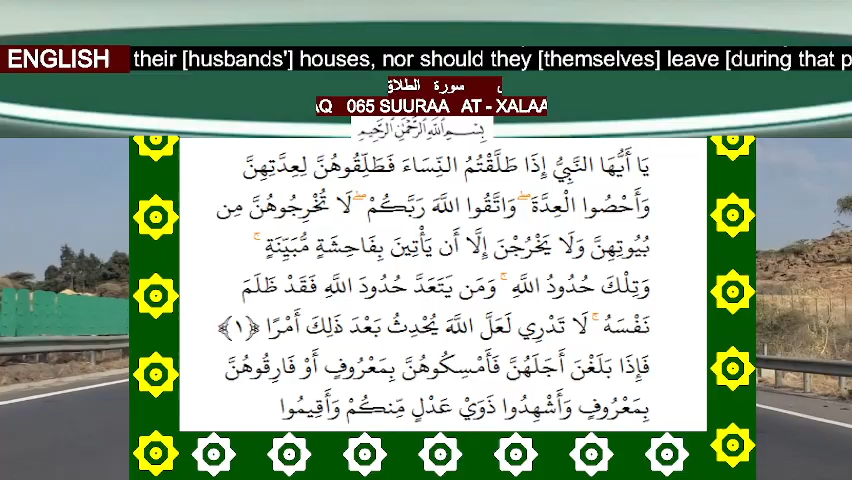 ENGLISH their [husbands'] houses, nor should they [themselves] leave [during that p
سورة الطلاق
AQ 065 SUURAA AT - XALAA
بِسْمِ اللَّهِ الرَّحْمَٰنِ الرَّحِيمِ
يَا أَيُّهَا النَّبِيُّ إِذَا طَلَّقْتُمُ النِّسَاءَ فَطَلِّقُوهُنَّ لِعِدَّتِهِنَّ
وَأَحْصُوا الْعِدَّةَ ۖ وَاتَّقُوا اللَّهَ رَبَّكُمْ ۖ لَا تُخْرِجُوهُنَّ مِن
بُيُوتِهِنَّ وَلَا يَخْرُجْنَ إِلَّا أَن يَأْتِينَ بِفَاحِشَةٍ مُّبَيِّنَةٍ ۚ
وَتِلْكَ حُدُودُ اللَّهِ ۚ وَمَن يَتَعَدَّ حُدُودَ اللَّهِ فَقَدْ ظَلَمَ
نَفْسَهُ ۚ لَا تَدْرِي لَعَلَّ اللَّهَ يُحْدِثُ بَعْدَ ذَٰلِكَ أَمْرًا ﴿١﴾
فَإِذَا بَلَغْنَ أَجَلَهُنَّ فَأَمْسِكُوهُنَّ بِمَعْرُوفٍ أَوْ فَارِقُوهُنَّ
بِمَعْرُوفٍ وَأَشْهِدُوا ذَوَيْ عَدْلٍ مِّنكُمْ وَأَقِيمُوا